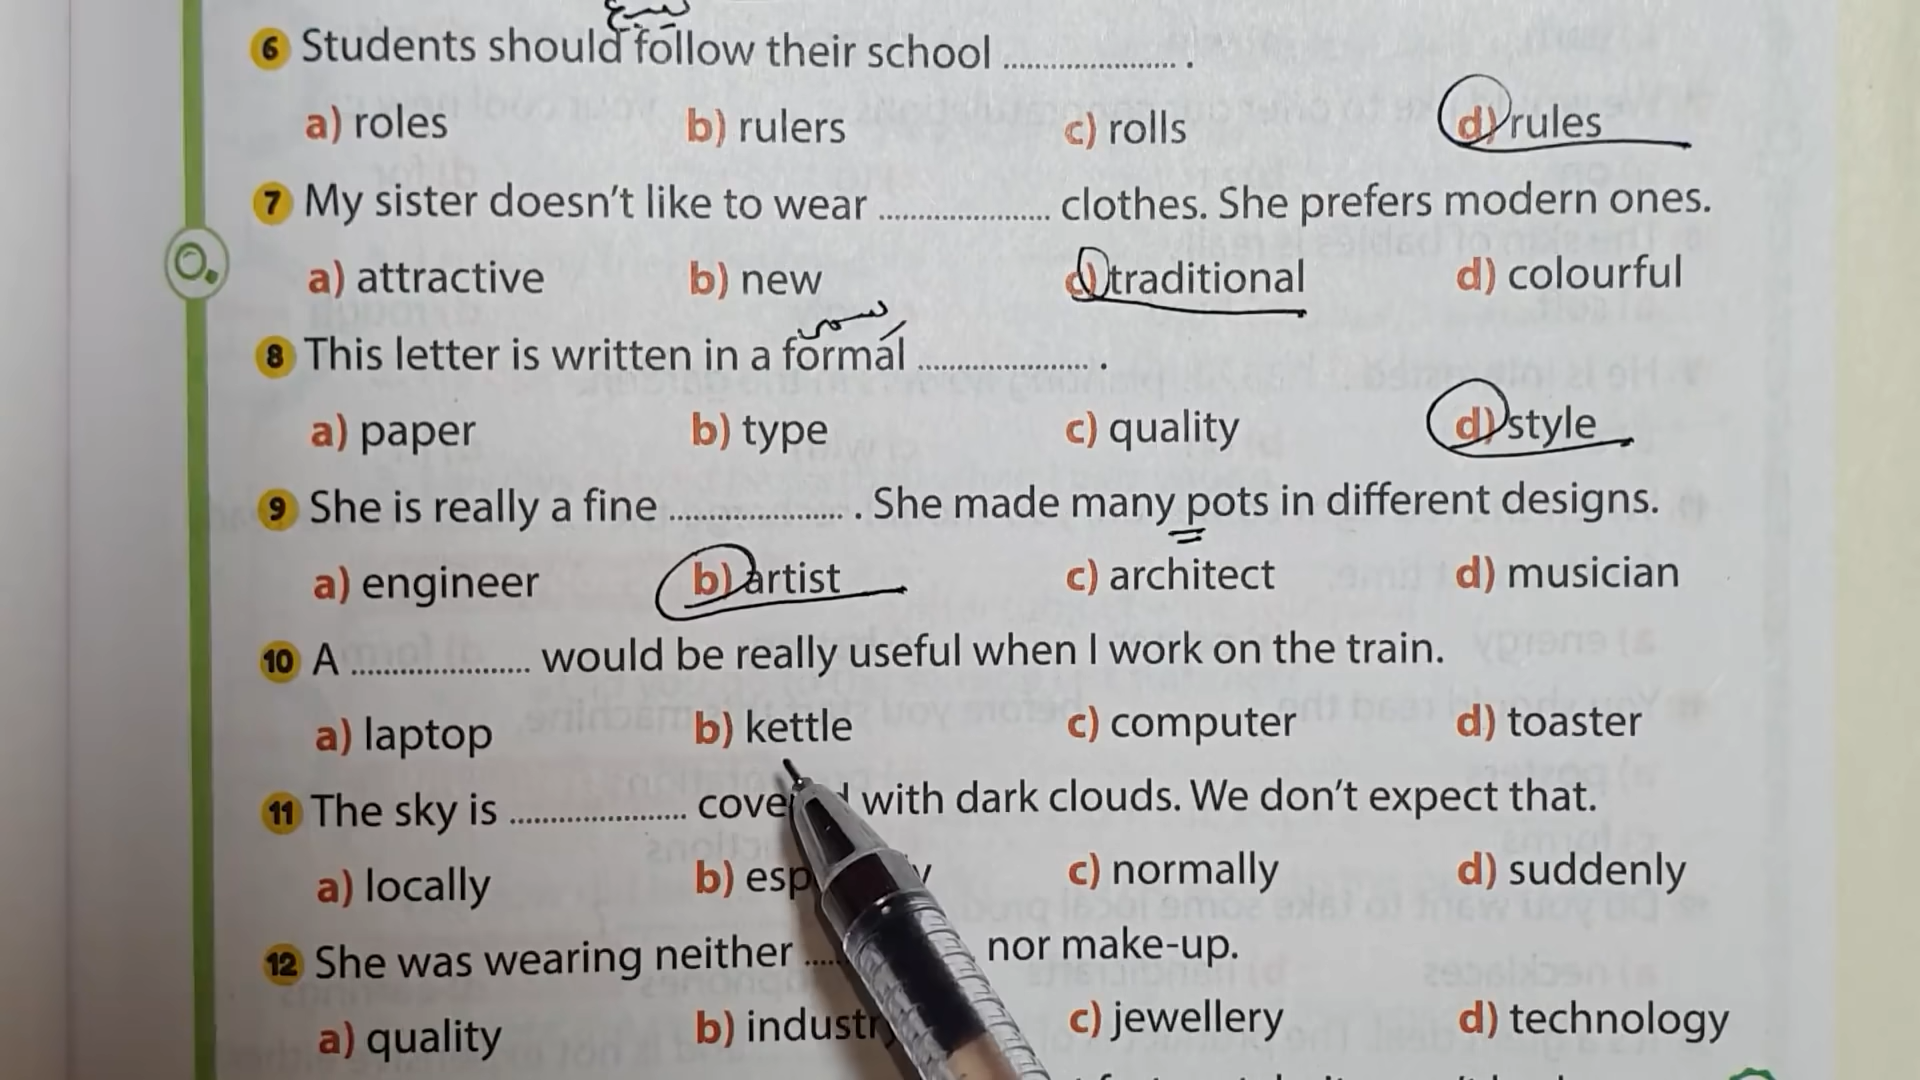 6 Students should follow their school .................... .
a) roles b) rulers c) rolls d) rules
7 My sister doesn't like to wear .................... clothes. She prefers modern ones.
a) attractive b) new c) traditional d) colourful
8 This letter is written in a formal .................... .
a) paper b) type c) quality d) style
9 She is really a fine .................... . She made many pots in different designs.
a) engineer b) artist c) architect d) musician
10 A .................... would be really useful when I work on the train.
a) laptop b) kettle c) computer d) toaster
11 The sky is .................... with dark clouds. We don't expect that.
a) locally b) c) normally d) suddenly
12 She was wearing neither ..... nor make-up.
a) quality b) industry c) jewellery d) technology